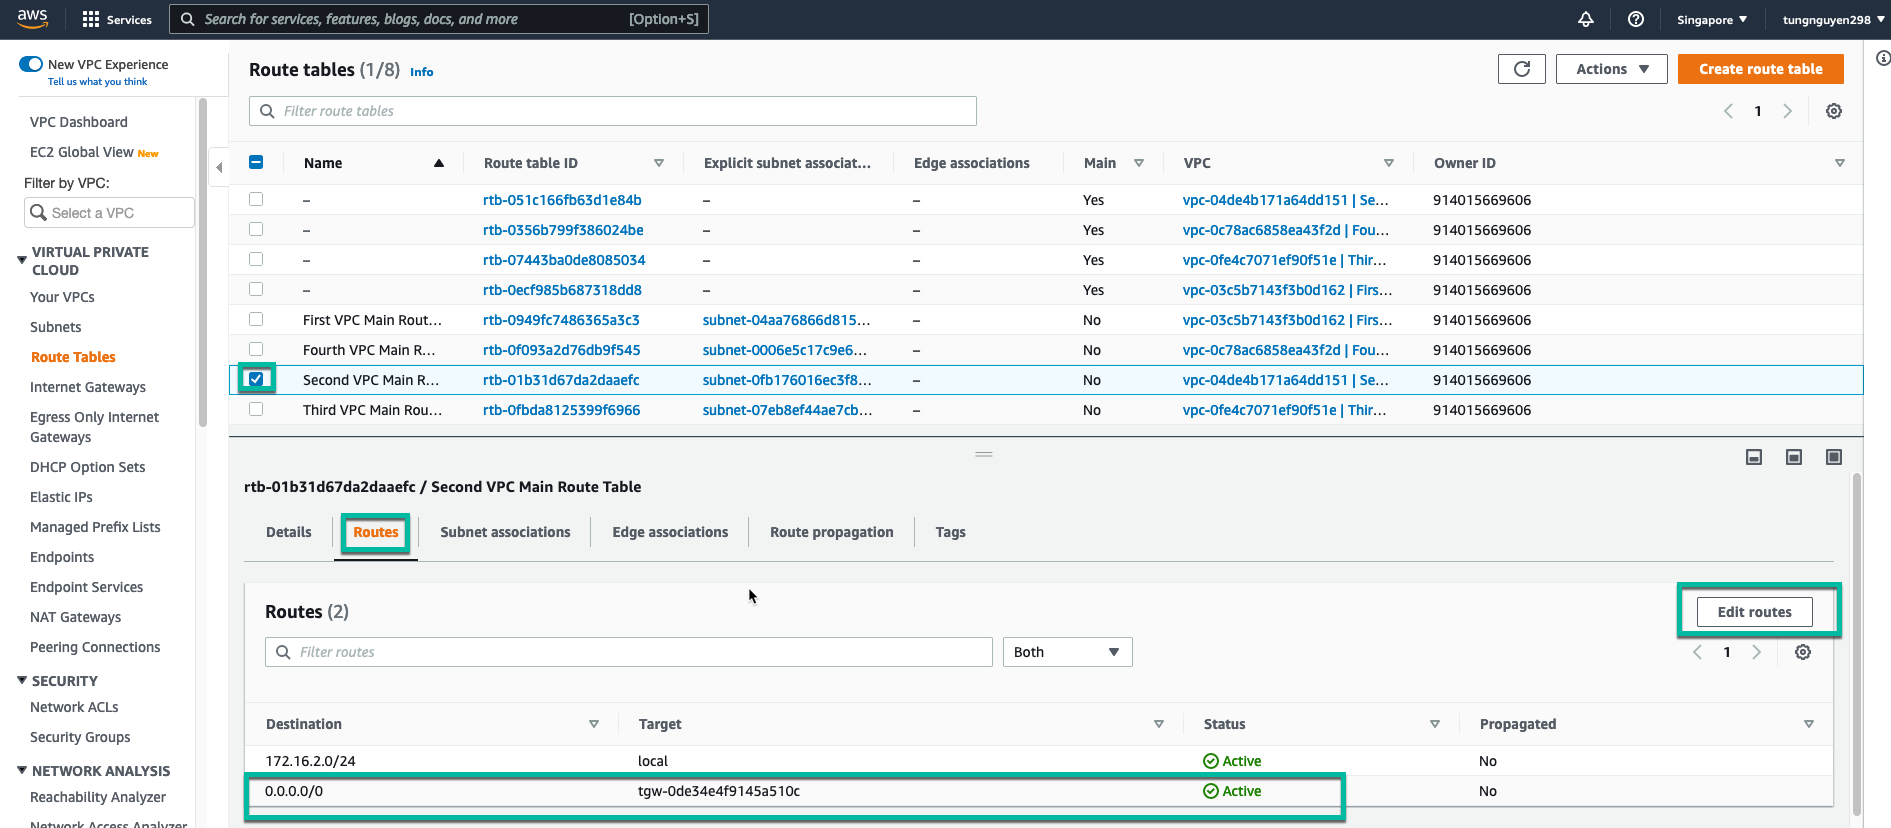 aws
Services
Search for services, features, blogs, docs, and more
[Option+S]
Singapore
tungnguyen298
New VPC Experience
Tell us what you think
VPC Dashboard
EC2 Global View New
Filter by VPC:
Select a VPC
VIRTUAL PRIVATE
CLOUD
Your VPCs
Subnets
Route Tables
Internet Gateways
Egress Only Internet
Gateways
DHCP Option Sets
Elastic IPs
Managed Prefix Lists
Endpoints
Endpoint Services
NAT Gateways
Peering Connections
SECURITY
Network ACLs
Security Groups
NETWORK ANALYSIS
Reachability Analyzer
Network Access Analyzer
Route tables (1/8) Info
Actions
Create route table
Filter route tables
1
Name Route table ID Explicit subnet associat... Edge associations Main VPC Owner ID
– rtb-051c166fb63d1e84b – – Yes vpc-04de4b171a64dd151 | Se... 914015669606
– rtb-0356b799f386024be – – Yes vpc-0c78ac6858ea43f2d | Fou... 914015669606
– rtb-07443ba0de8085034 – – Yes vpc-0fe4c7071ef90f51e | Thir... 914015669606
– rtb-0ecf985b687318dd8 – – Yes vpc-03c5b7143f3b0d162 | Firs... 914015669606
First VPC Main Rout... rtb-0949fc7486365a3c3 subnet-04aa76866d815... – No vpc-03c5b7143f3b0d162 | Firs... 914015669606
Fourth VPC Main R... rtb-0f093a2d76db9f545 subnet-0006e5c17c9e6... – No vpc-0c78ac6858ea43f2d | Fou... 914015669606
Second VPC Main R... rtb-01b31d67da2daaefc subnet-0fb176016ec3f8... – No vpc-04de4b171a64dd151 | Se... 914015669606
Third VPC Main Rou... rtb-0fbda8125399f6966 subnet-07eb8ef44ae7cb... – No vpc-0fe4c7071ef90f51e | Thir... 914015669606
rtb-01b31d67da2daaefc / Second VPC Main Route Table
Details Routes Subnet associations Edge associations Route propagation Tags
Routes (2)
Edit routes
Filter routes
Both
1
Destination Target Status Propagated
172.16.2.0/24 local Active No
0.0.0.0/0 tgw-0de34e4f9145a510c Active No